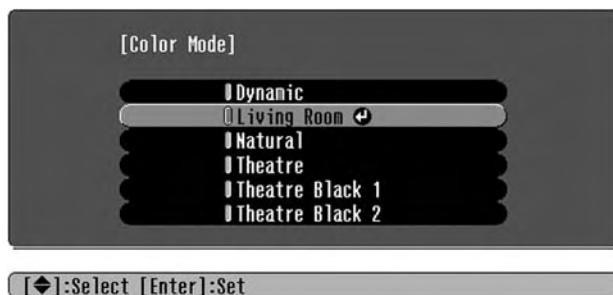 [Color Mode]
Dynamic
Living Room
Natural
Theatre
Theatre Black 1
Theatre Black 2
[◆]:Select [Enter]:Set